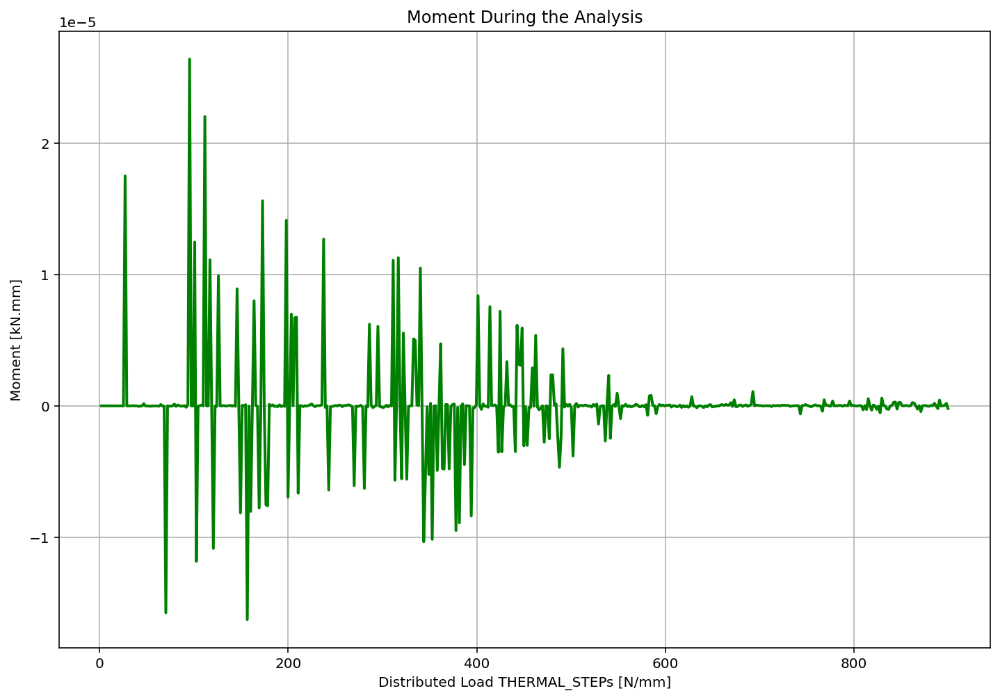 Moment During the Analysis
1e−5
2
1
0
−1
Moment [kN.mm]
0 200 400 600 800
Distributed Load THERMAL_STEPs [N/mm]